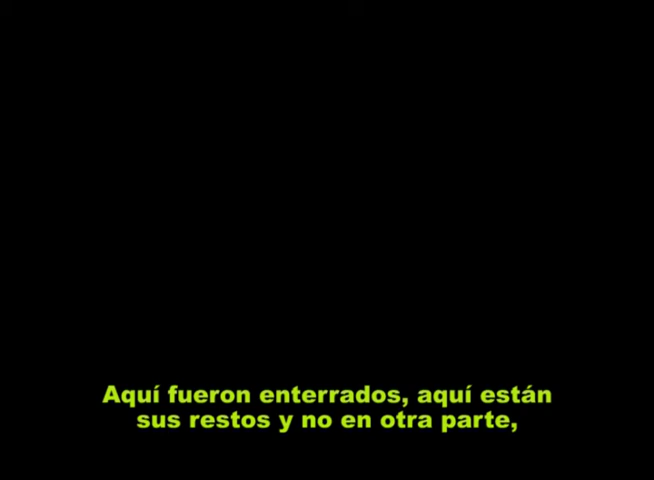 Aquí fueron enterrados, aquí están
sus restos y no en otra parte,